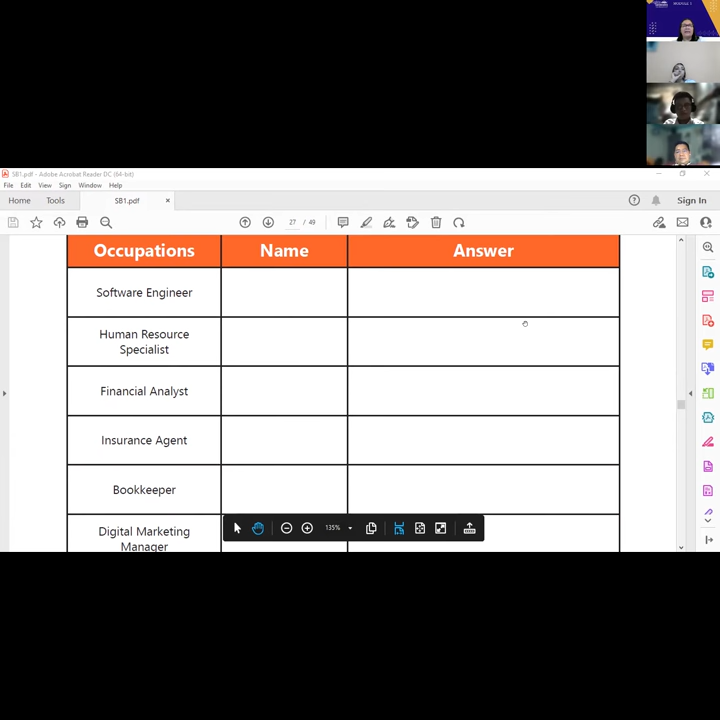 MODULE 1
SB1.pdf - Adobe Acrobat Reader DC (64-bit)
File Edit View Sign Window Help
Home Tools SB1.pdf × Sign In
27 / 49
Occupations Name Answer
Software Engineer
Human Resource
Specialist
Financial Analyst
Insurance Agent
Bookkeeper
135%
Digital Marketing
Manager